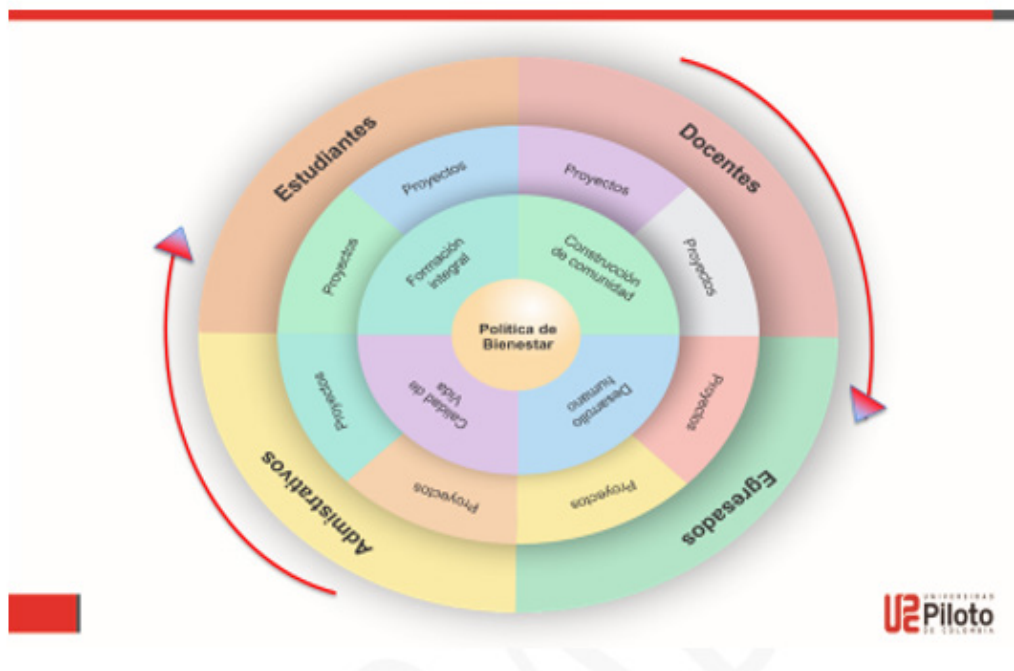 Estudiantes
Docentes
Proyectos
Proyectos
Proyectos
Proyectos
Formación
integral
Construcción
de comunidad
Política de
Bienestar
Calidad de
Vida
Desarrollo
humano
Proyectos
Proyectos
Proyectos
Proyectos
Administrativos
Egresados
UPC
UNIVERSIDAD
Piloto
DE COLOMBIA